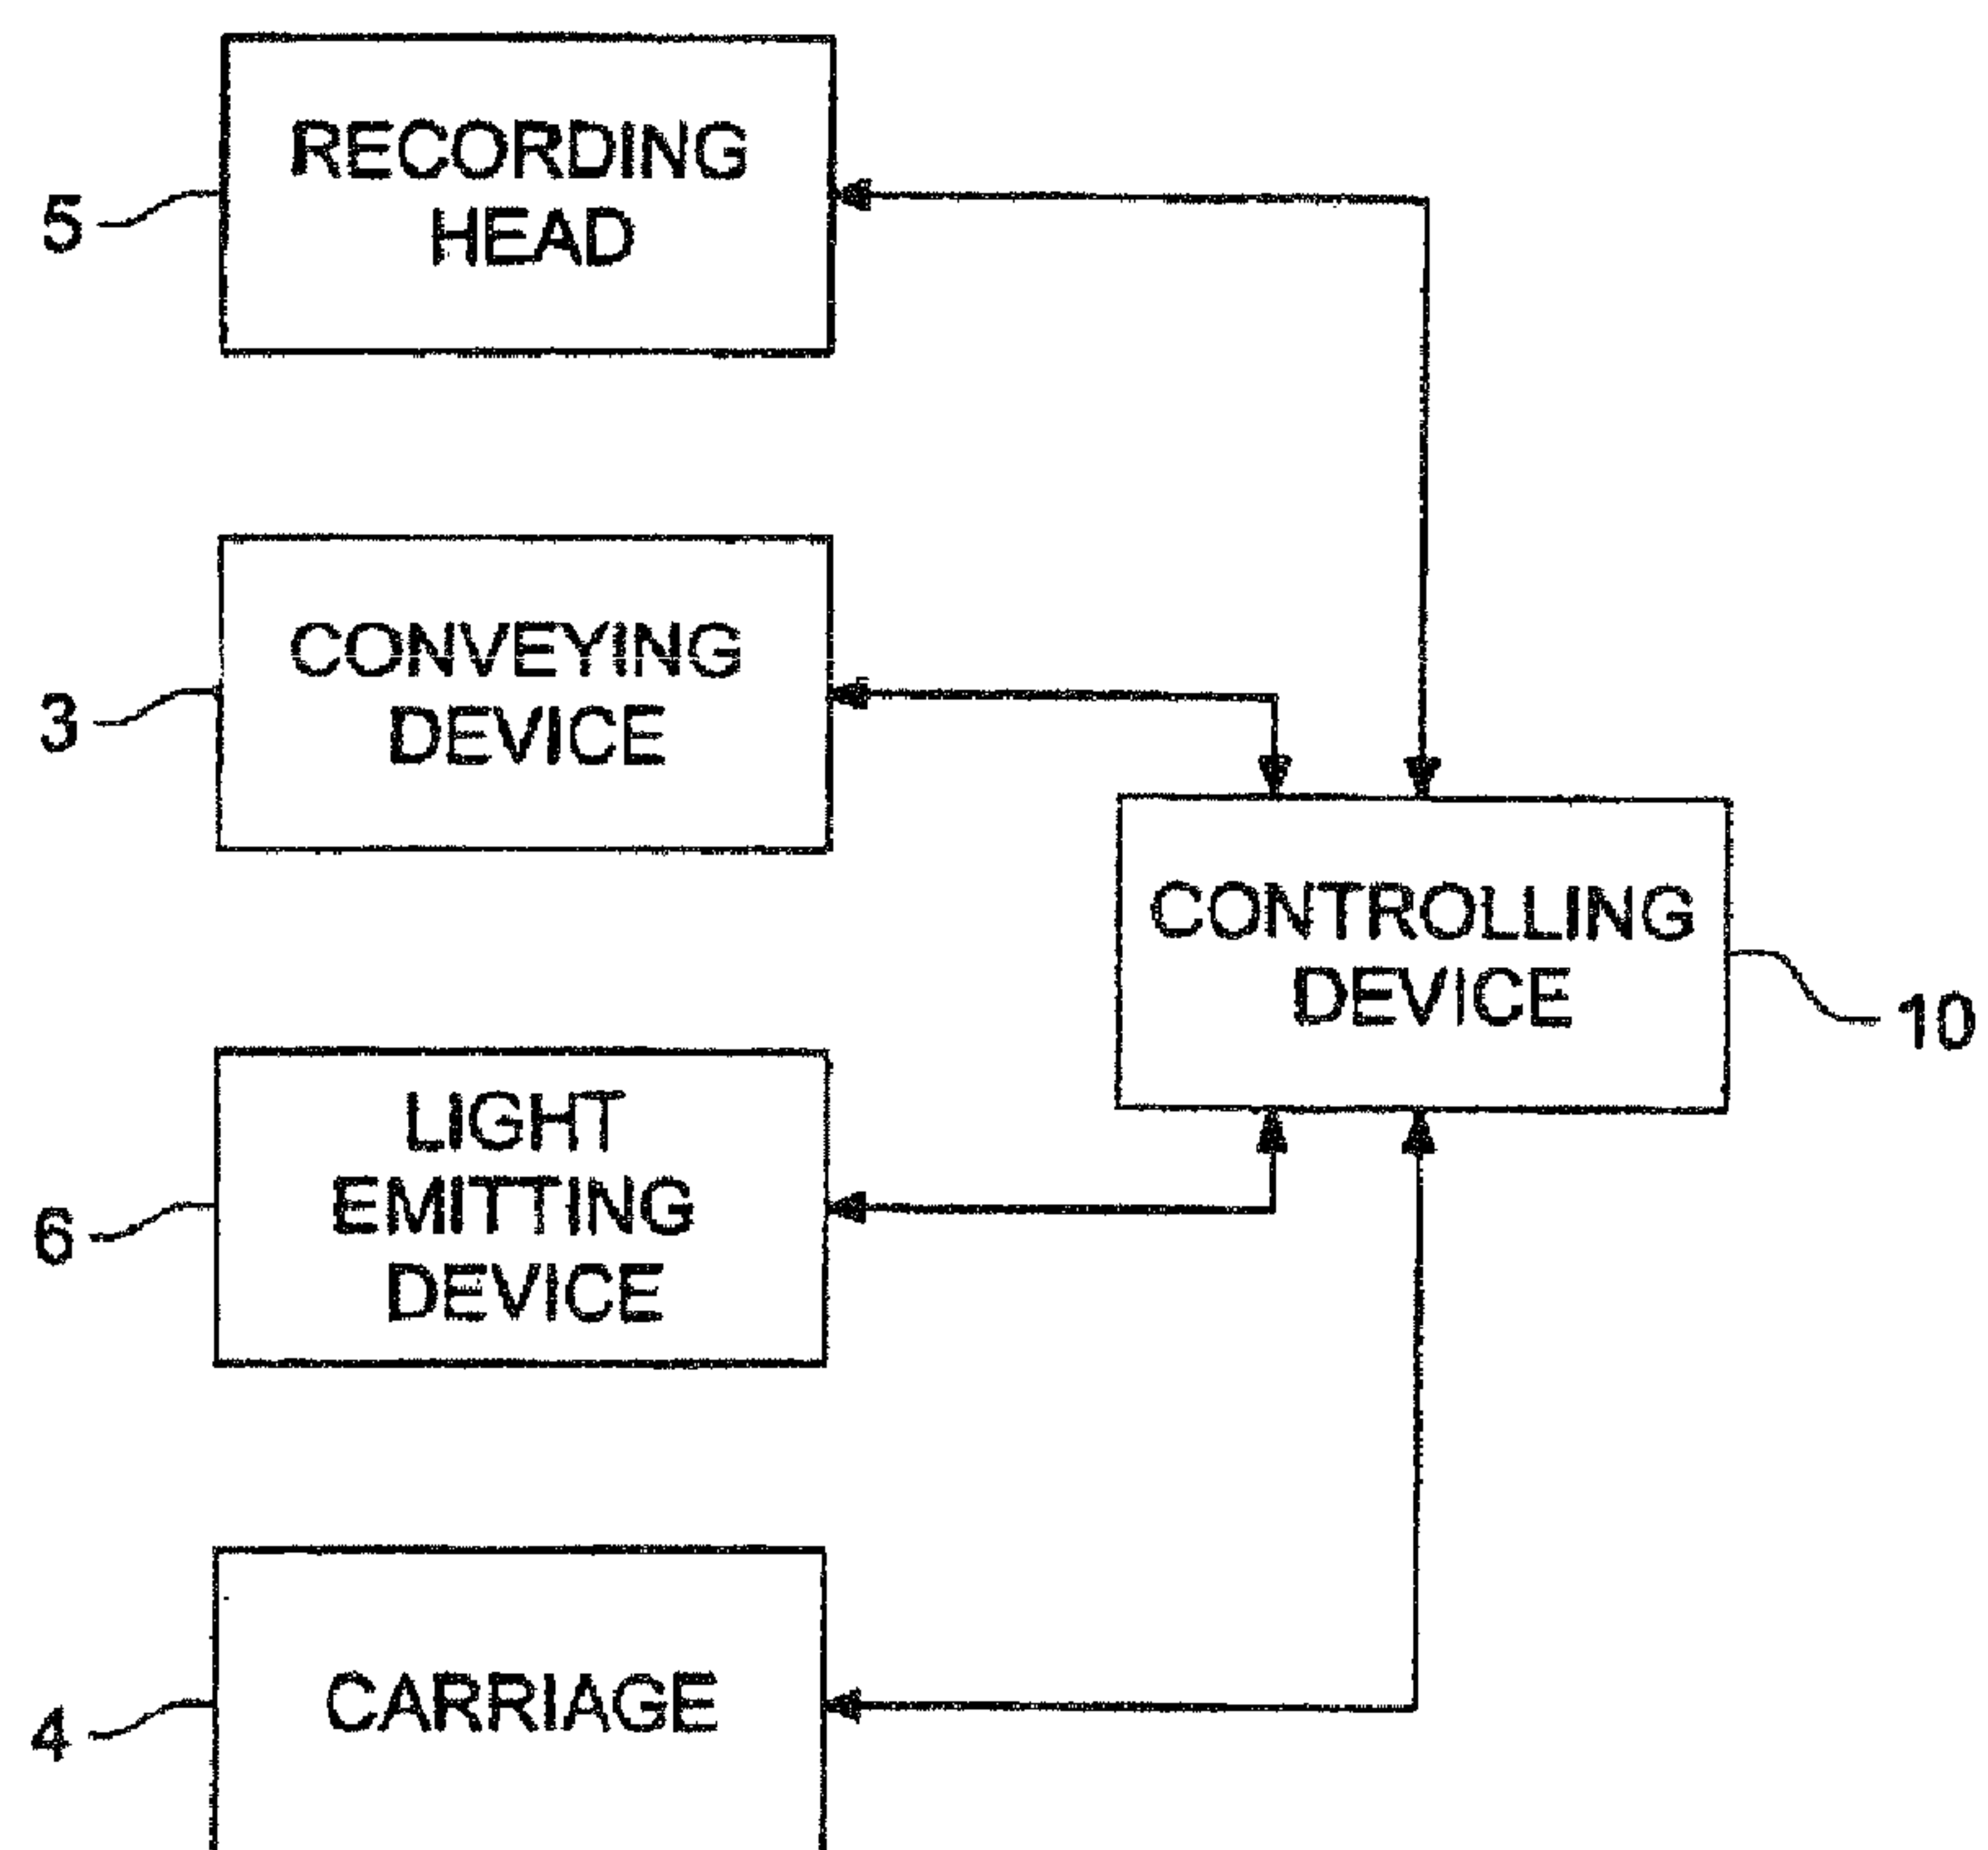 RECORDING
HEAD
5
CONVEYING
DEVICE
3
CONTROLLING
DEVICE
10
LIGHT
EMITTING
DEVICE
6
CARRIAGE
4